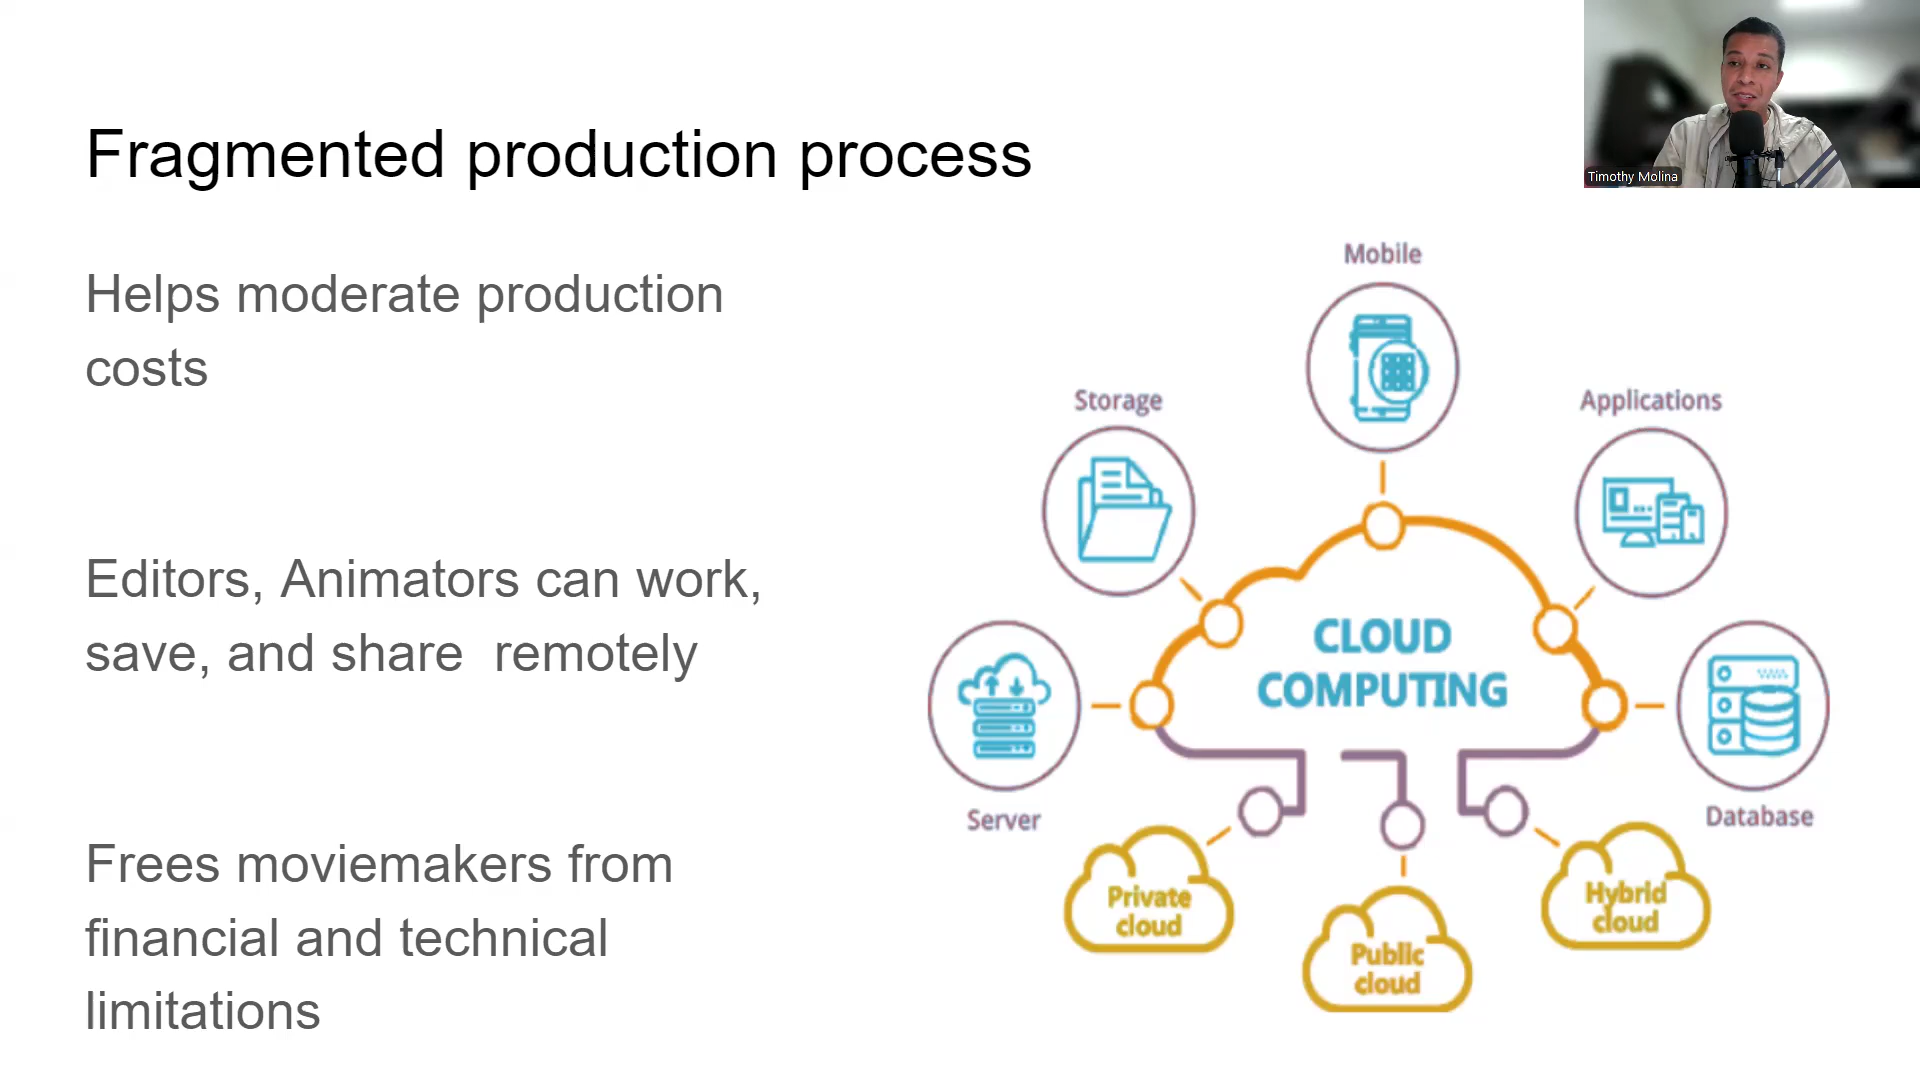 Fragmented production process
Timothy Molina
Helps moderate production
costs
Editors, Animators can work,
save, and share  remotely
Frees moviemakers from
financial and technical
limitations
Mobile
Storage
Applications
CLOUD
COMPUTING
Server
Database
Private
cloud
Public
cloud
Hybrid
cloud